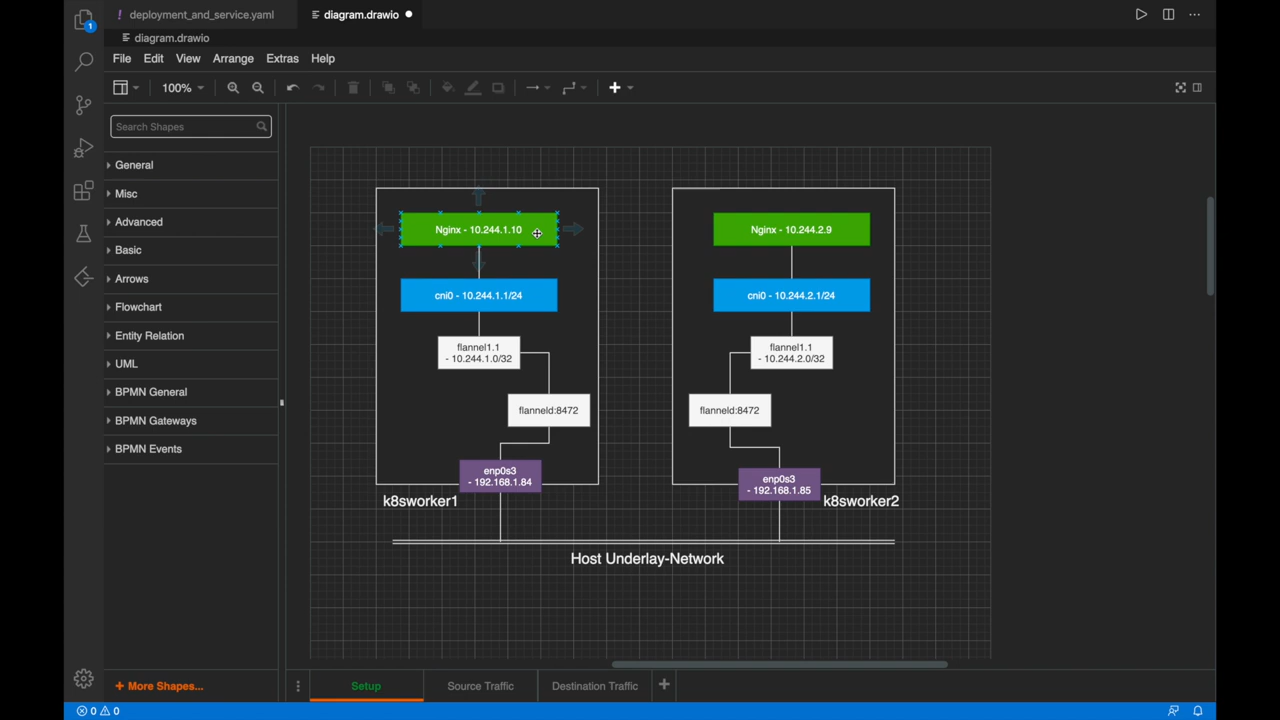 deployment_and_service.yaml
diagram.drawio
diagram.drawio
File Edit View Arrange Extras Help
100%
Search Shapes
General
Misc
Advanced
Basic
Arrows
Flowchart
Entity Relation
UML
BPMN General
BPMN Gateways
BPMN Events
+ More Shapes...
1
Nginx - 10.244.1.10
cni0 - 10.244.1.1/24
flannel1.1
- 10.244.1.0/32
flanneld:8472
enp0s3
- 192.168.1.84
k8sworker1
Nginx - 10.244.2.9
cni0 - 10.244.2.1/24
flannel1.1
- 10.244.2.0/32
flanneld:8472
enp0s3
- 192.168.1.85
k8sworker2
Host Underlay-Network
Setup
Source Traffic
Destination Traffic
0 0